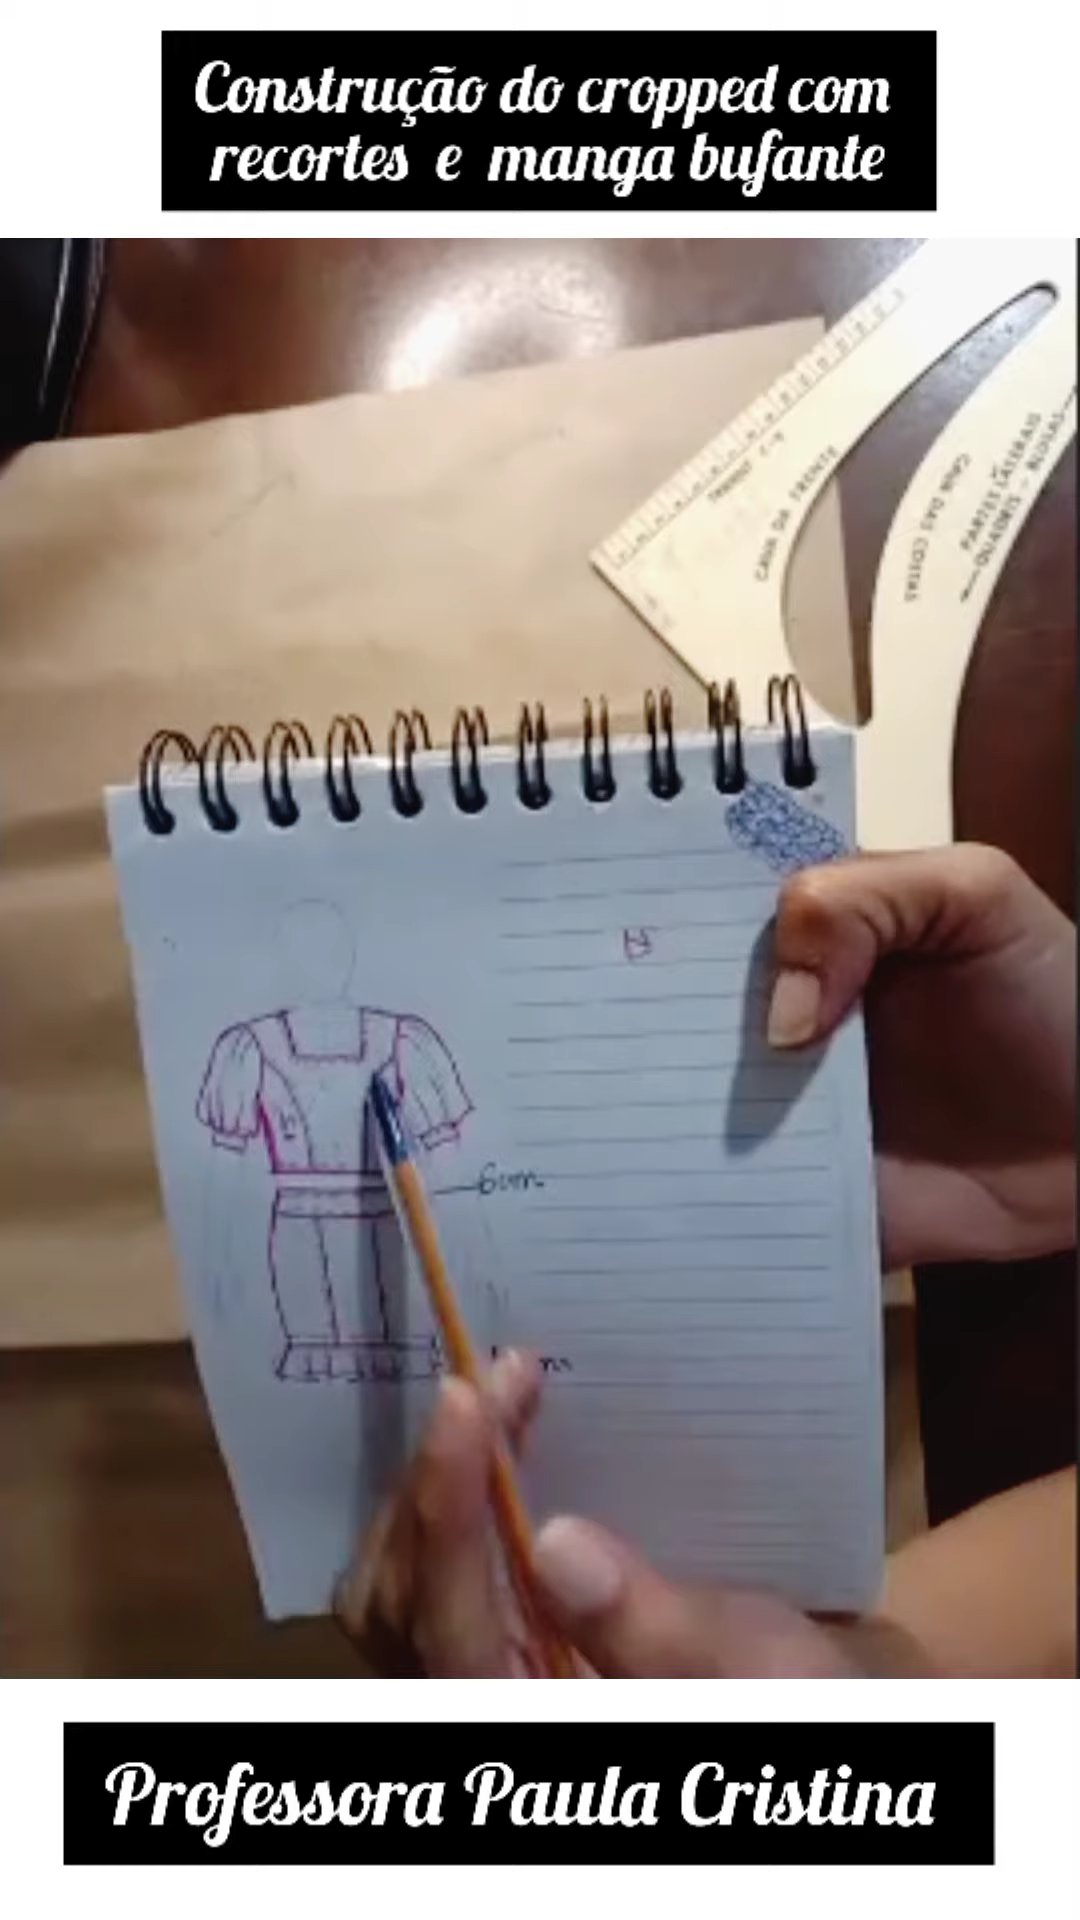 Construção do cropped com
recortes e manga bufante
CAVA DA FRENTE
CAVA DAS COSTAS
PARTES LATERAIS
QUADRIS - BLUSAS
6cm
Professora Paula Cristina